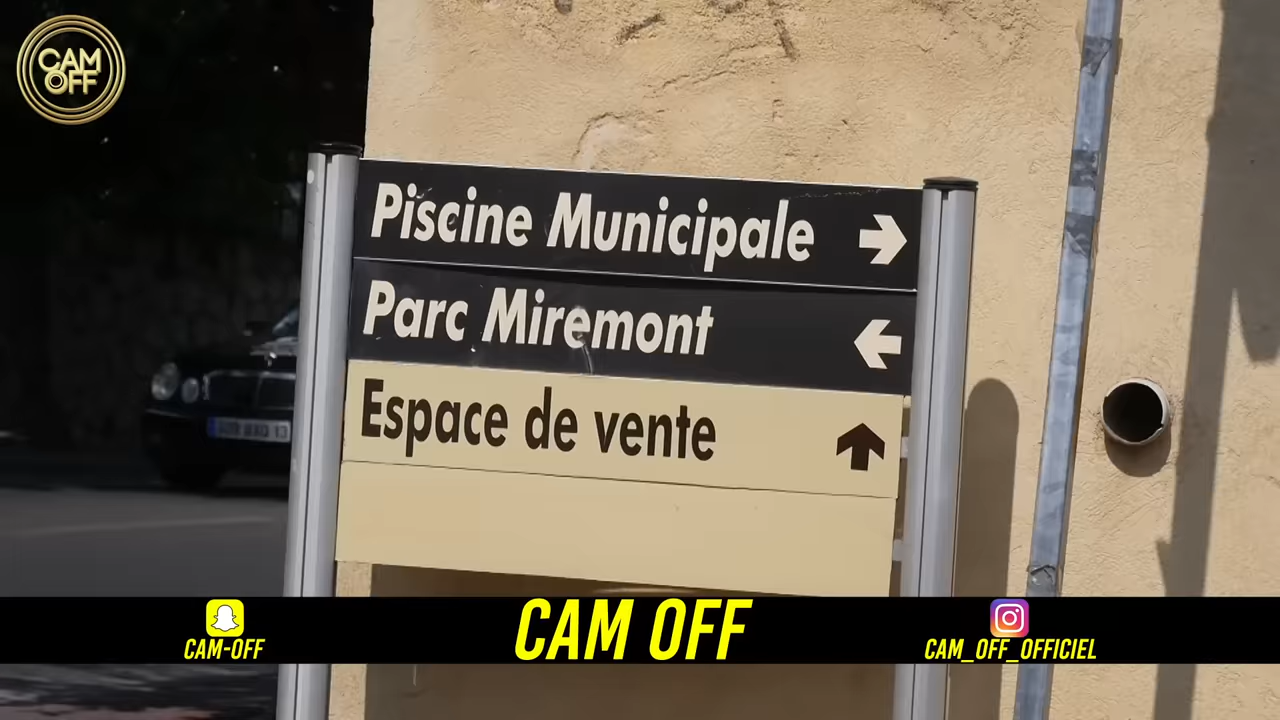 CAM
OFF
Piscine Municipale
Parc Miremont
Espace de vente
CAM OFF
CAM-OFF
CAM_OFF_OFFICIEL